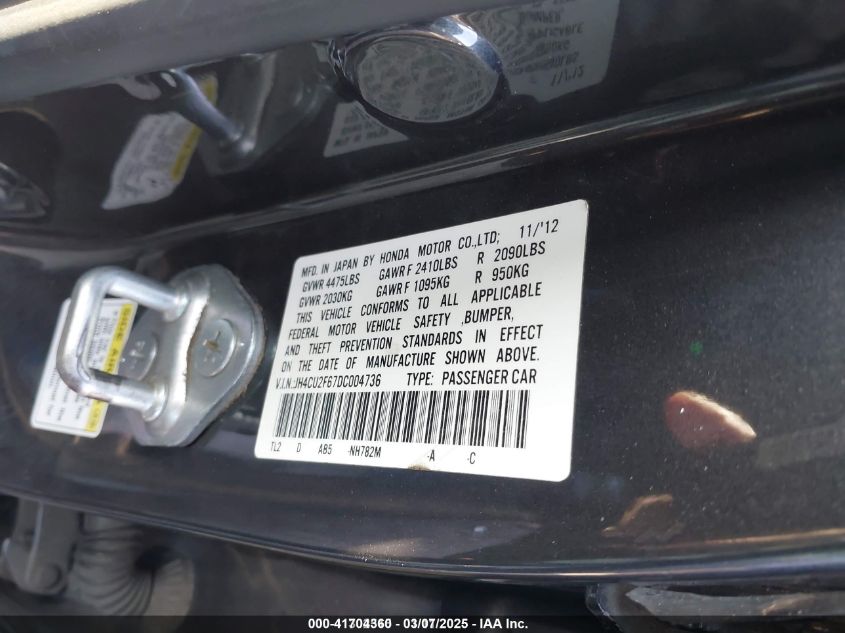 MFD. IN JAPAN BY HONDA MOTOR CO.,LTD; 11/'12
GVWR 4475LBS GAWR F 2410LBS R 2090LBS
GVWR 2030KG GAWR F 1095KG R 950KG
THIS VEHICLE CONFORMS TO ALL APPLICABLE
FEDERAL MOTOR VEHICLE SAFETY ,BUMPER,
AND THEFT PREVENTION STANDARDS IN EFFECT
ON THE DATE OF MANUFACTURE SHOWN ABOVE.
V.I.N.:JH4CU2F67DC004736 TYPE: PASSENGER CAR
TL2 D AB5 -NH782M -A -C
000-41704360 — 03/07/2025 - IAA Inc.